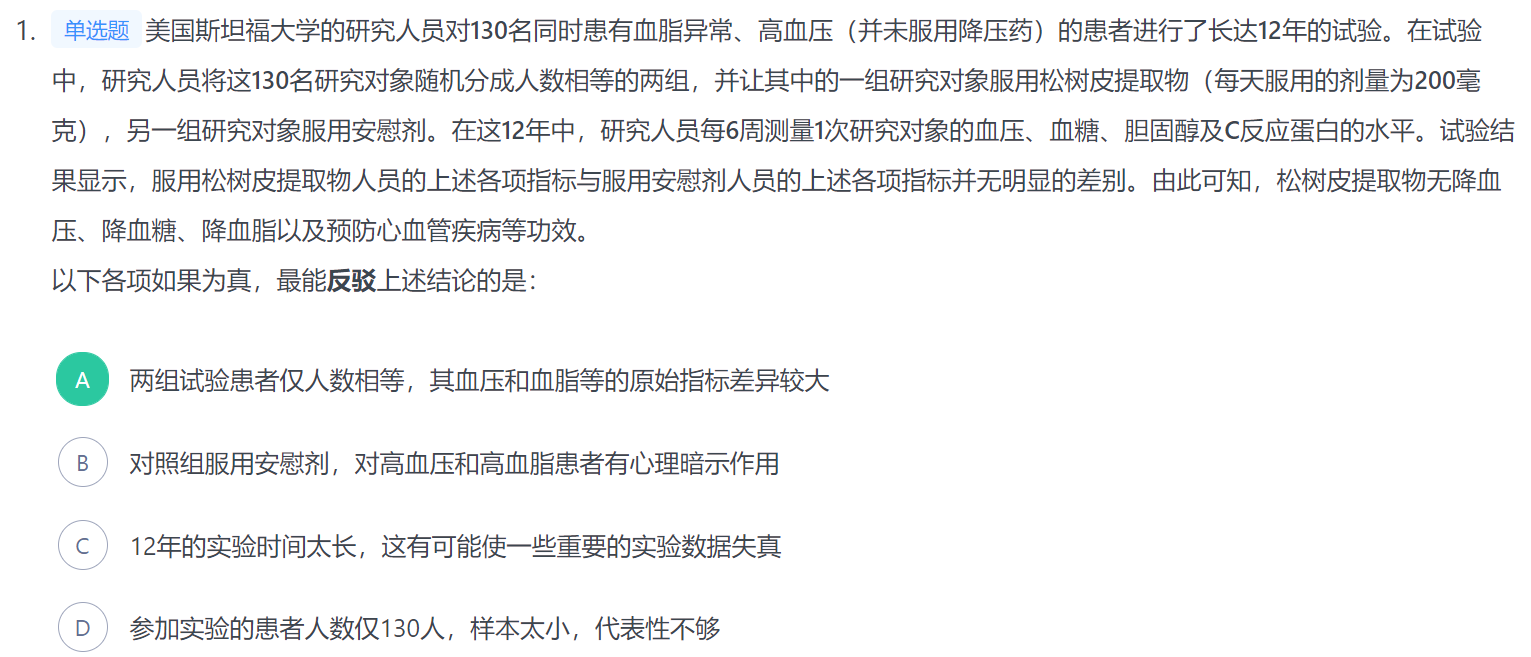 1. 单选题 美国斯坦福大学的研究人员对130名同时患有血脂异常、高血压（并未服用降压药）的患者进行了长达12年的试验。在试验
中，研究人员将这130名研究对象随机分成人数相等的两组，并让其中的一组研究对象服用松树皮提取物（每天服用的剂量为200毫
克），另一组研究对象服用安慰剂。在这12年中，研究人员每6周测量1次研究对象的血压、血糖、胆固醇及C反应蛋白的水平。试验结
果显示，服用松树皮提取物人员的上述各项指标与服用安慰剂人员的上述各项指标并无明显的差别。由此可知，松树皮提取物无降血
压、降血糖、降血脂以及预防心血管疾病等功效。
以下各项如果为真，最能反驳上述结论的是：
A 两组试验患者仅人数相等，其血压和血脂等的原始指标差异较大
B 对照组服用安慰剂，对高血压和高血脂患者有心理暗示作用
C 12年的实验时间太长，这有可能使一些重要的实验数据失真
D 参加实验的患者人数仅130人，样本太小，代表性不够